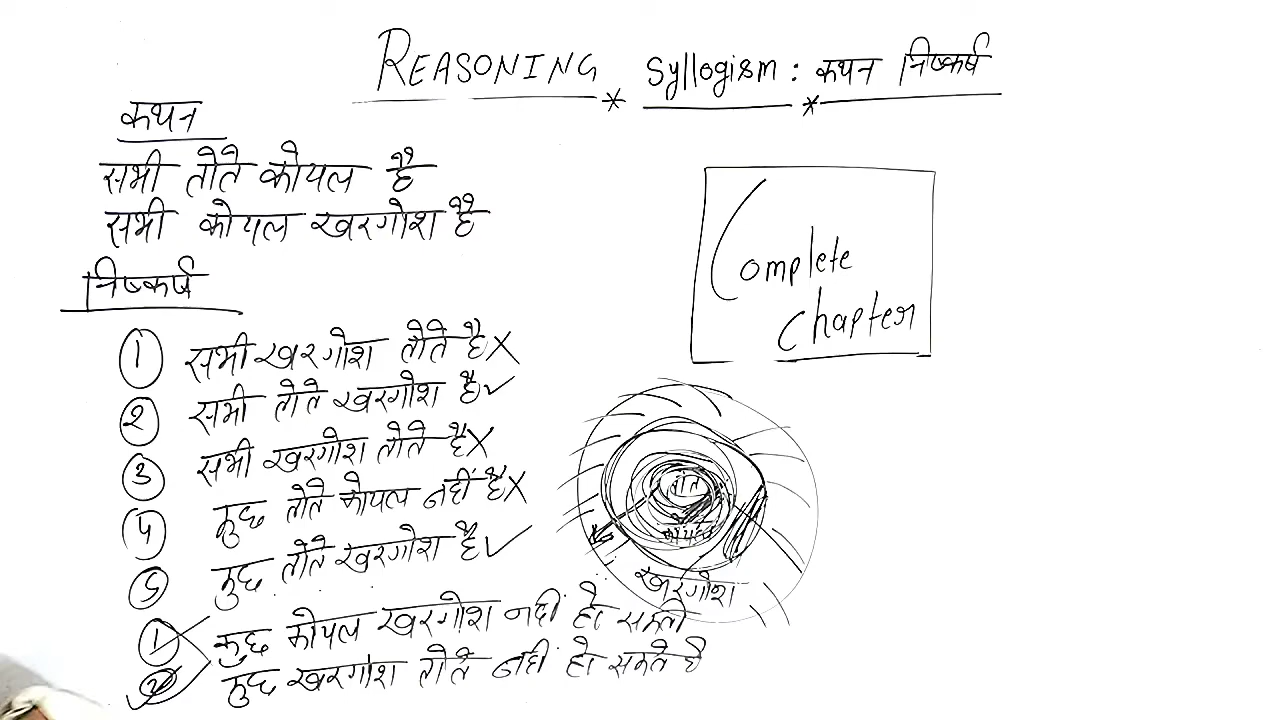 REASONING * Syllogism : * कथन निष्कर्ष
कथन
सभी तोते कोयल है
सभी कोयल खरगोश है
निष्कर्ष
1 सभी खरगोश तोते है X
2 सभी तोते खरगोश है ✓
3 सभी खरगोश तोते है X
4 कुछ तोते कोयल नहीं है X
5 कुछ तोते खरगोश है ✓
1 कुछ कोयल खरगोश नहीं हो सकती
2 कुछ खरगोश तोते नहीं हो सकते है
Complete
Chapter
तोते
कोयल
खरगोश